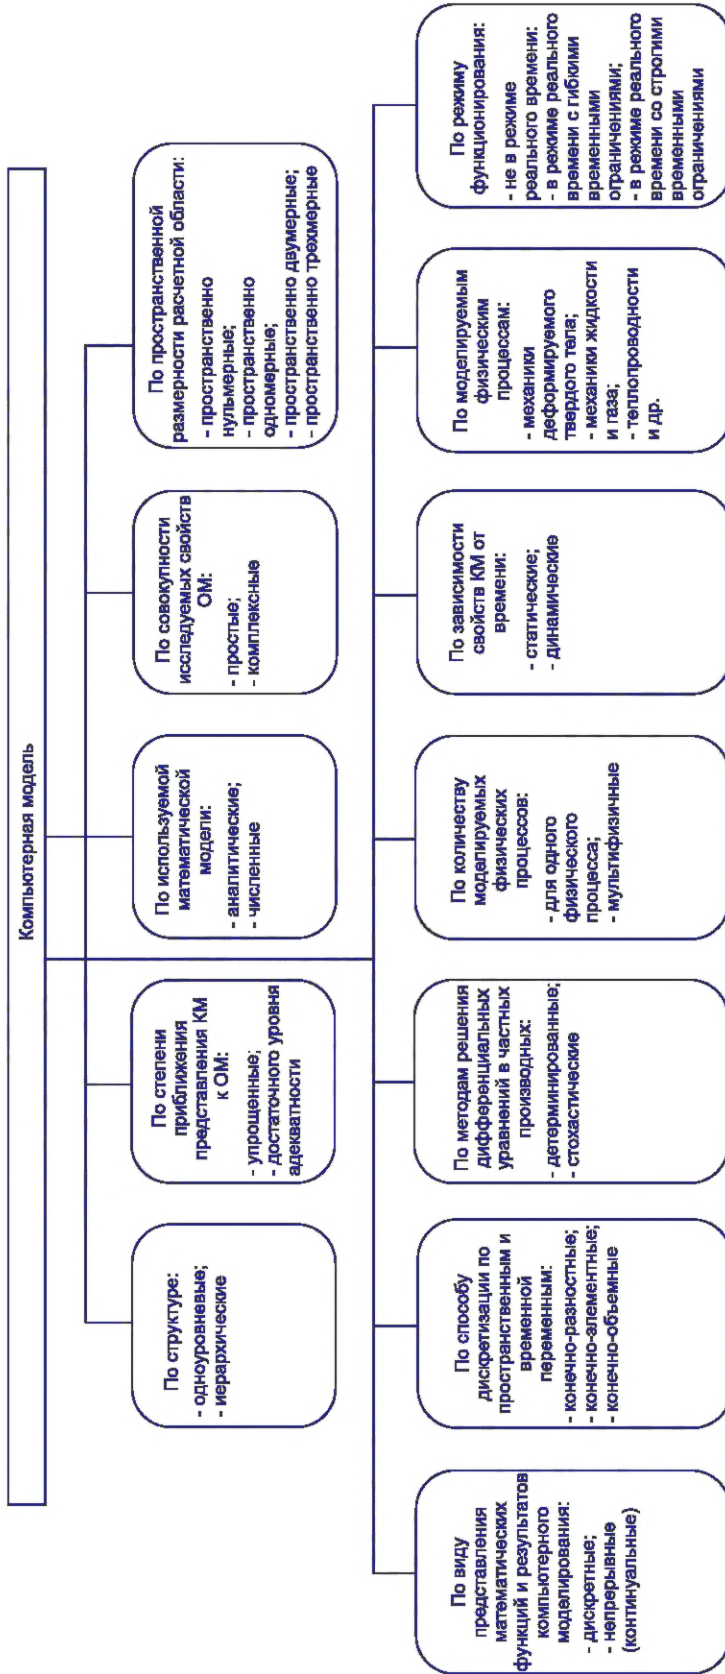 Компьютерная модель
По структуре:
- одноуровневые;
- иерархические
По степени
приближения
представления КМ
к ОМ:
- упрощенные;
- достаточного уровня
адекватности
По используемой
математической
модели:
- аналитические;
- численные
По совокупности
исследуемых свойств
ОМ:
- простые;
- комплексные
По пространственной
размерности расчетной области:
- пространственно
нульмерные;
- пространственно
одномерные;
- пространственно двумерные;
- пространственно трехмерные
По виду
представления
математических
функций и результатов
компьютерного
моделирования:
- дискретные;
- непрерывные
(континуальные)
По способу
дискретизации по
пространственным и
временной
переменным:
- конечно-разностные;
- конечно-элементные;
- конечно-объемные
По методам решения
дифференциальных
уравнений в частных
производных:
- детерминированные;
- стохастические
По количеству
моделируемых
физических
процессов:
- для одного
физического
процесса;
- мультифизичные
По зависимости
свойств КМ от
времени:
- статические;
- динамические
По моделируемым
физическим
процессам:
- механики
деформируемого
твердого тела;
- механики жидкости
и газа;
- теплопроводности
и др.
По режиму
функционирования:
- не в режиме
реального времени:
- в режиме реального
времени с гибкими
временными
ограничениями;
- в режиме реального
времени со строгими
временными
ограничениями